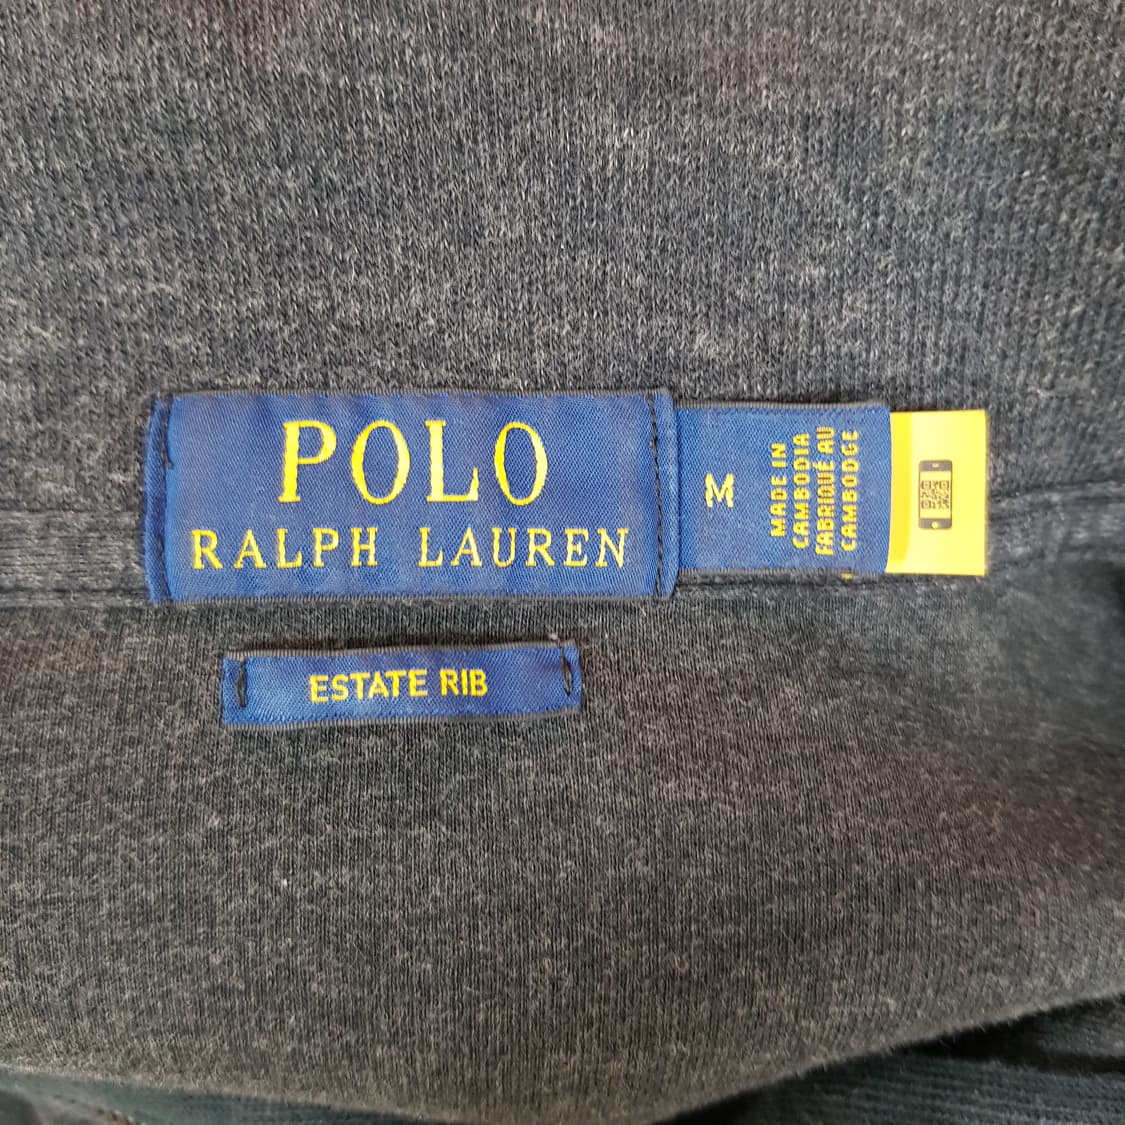 POLO
RALPH LAUREN
M
MADE IN
CAMBODIA
FABRIQUÉ AU
CAMBODGE
ESTATE RIB